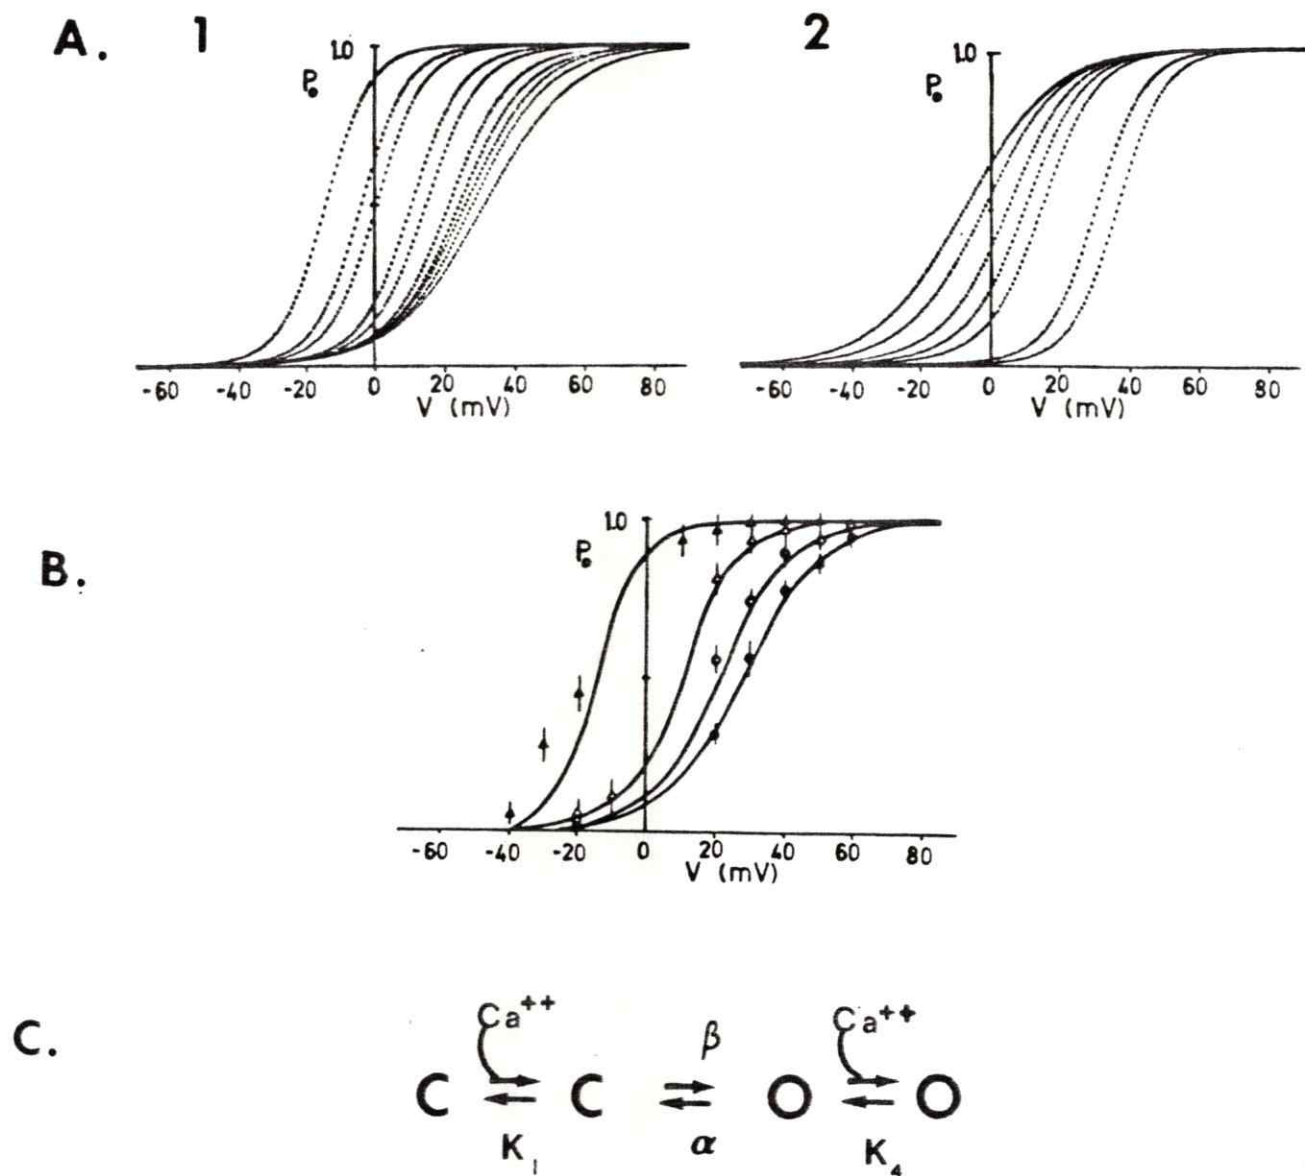 A. 1 2
1.0 1.0
P₀ P₀
-60 -40 -20 0 20 40 60 80
V (mV)
-60 -40 -20 0 20 40 60 80
V (mV)
B.
1.0
P₀
-60 -40 -20 0 20 40 60 80
V (mV)
C.
Ca++ β Ca++
C C O O
K₁ α K₄